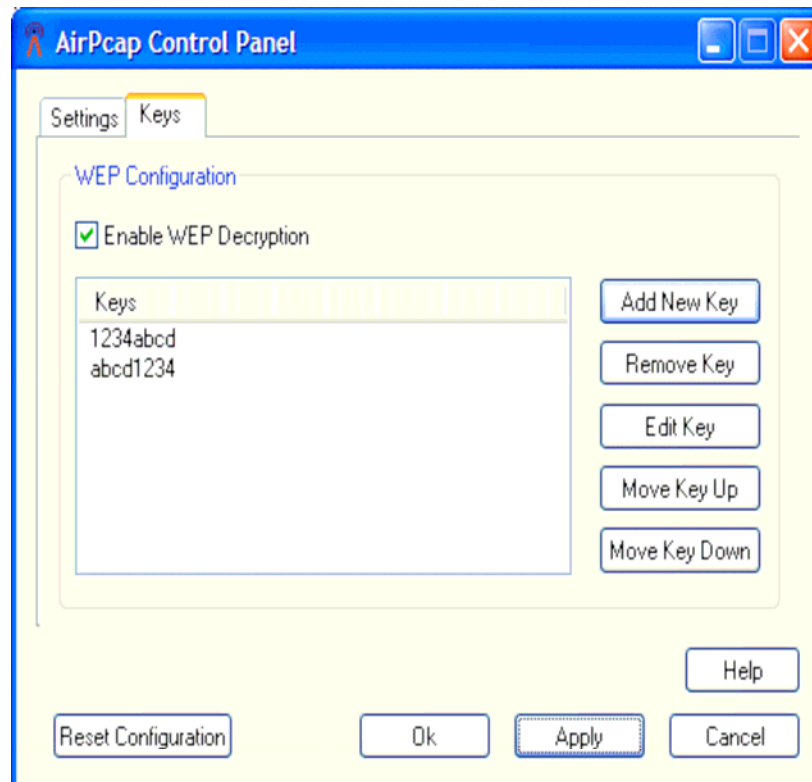 AirPcap Control Panel
Settings
Keys
WEP Configuration
Enable WEP Decryption
Keys
1234abcd
abcd1234
Add New Key
Remove Key
Edit Key
Move Key Up
Move Key Down
Help
Reset Configuration
Ok
Apply
Cancel